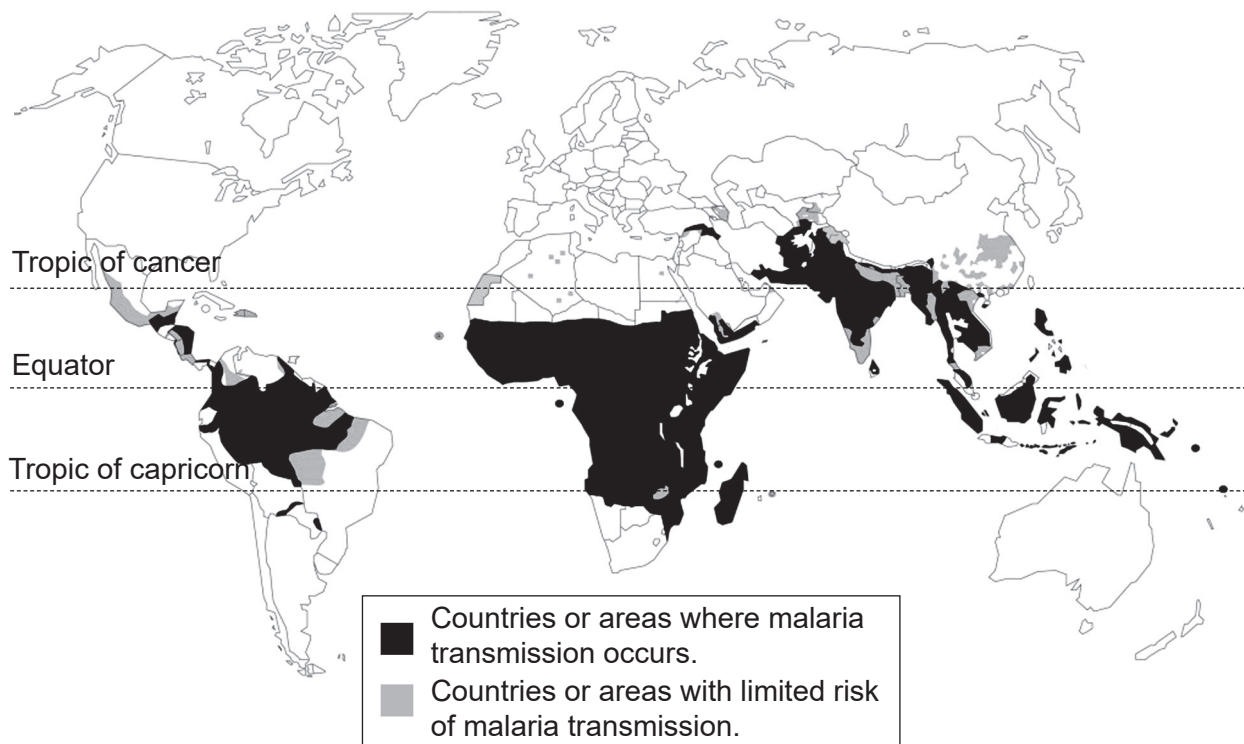 Tropic of cancer
Equator
Tropic of capricorn
Countries or areas where malaria
transmission occurs.
Countries or areas with limited risk
of malaria transmission.